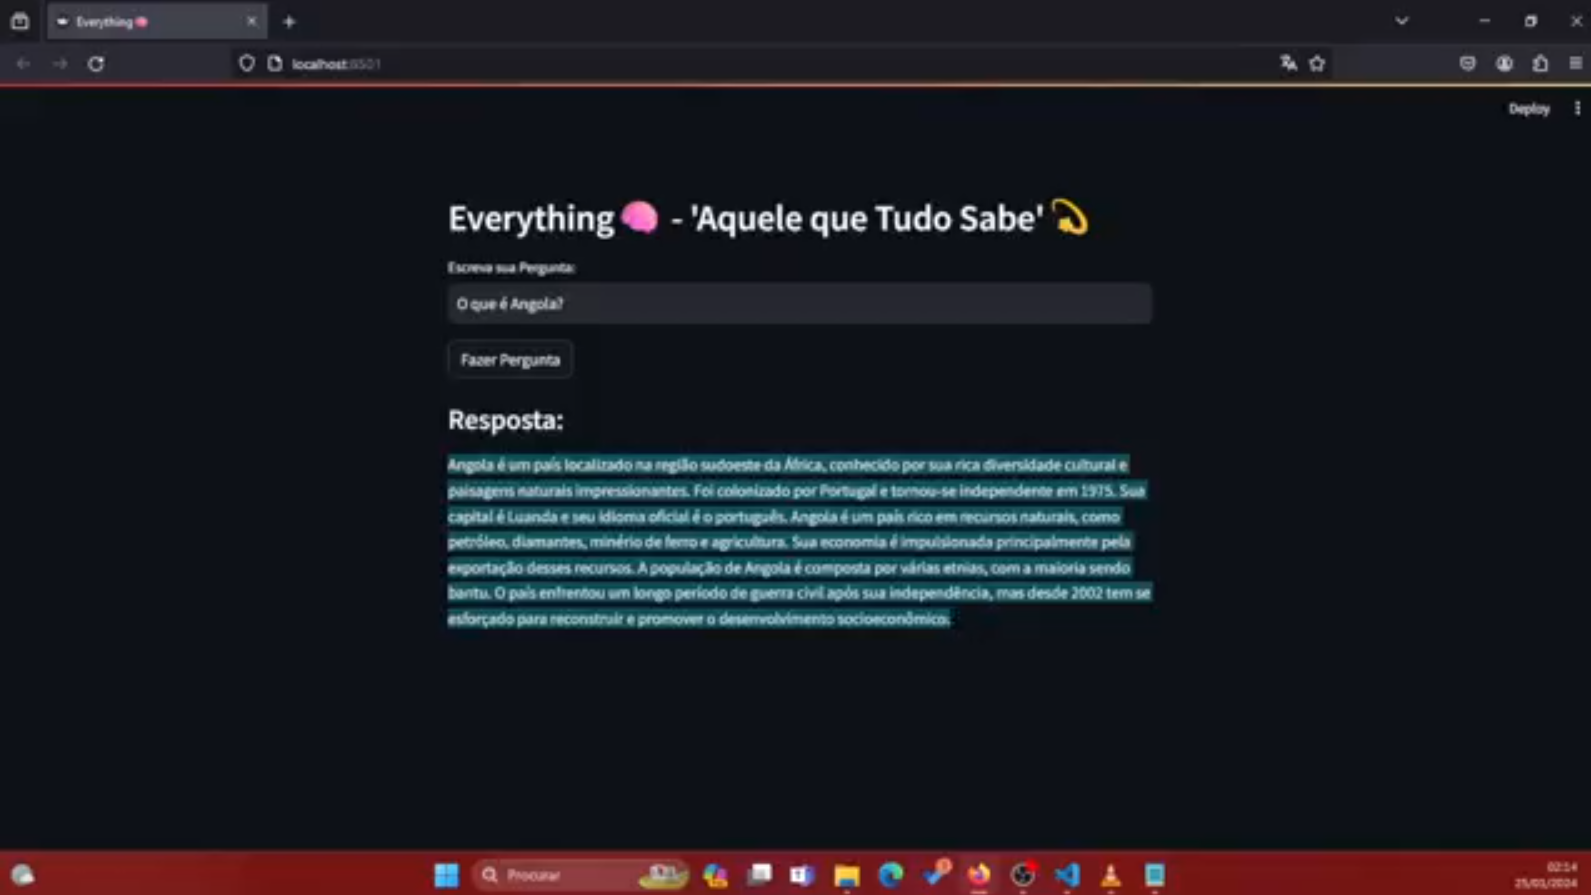 Everything
localhost:8501
Deploy
Everything - 'Aquele que Tudo Sabe'
Escreva sua Pergunta:
O que é Angola?
Fazer Pergunta
Resposta:
Angola é um país localizado na região sudoeste da África, conhecido por sua rica diversidade cultural e
paisagens naturais impressionantes. Foi colonizado por Portugal e tornou-se independente em 1975. Sua
capital é Luanda e seu idioma oficial é o português. Angola é um país rico em recursos naturais, como
petróleo, diamantes, minério de ferro e agricultura. Sua economia é impulsionada principalmente pela
exportação desses recursos. A população de Angola é composta por várias etnias, com a maioria sendo
bantu. O país enfrentou um longo período de guerra civil após sua independência, mas desde 2002 tem se
esforçado para reconstruir e promover o desenvolvimento socioeconômico.
Procurar
02:14